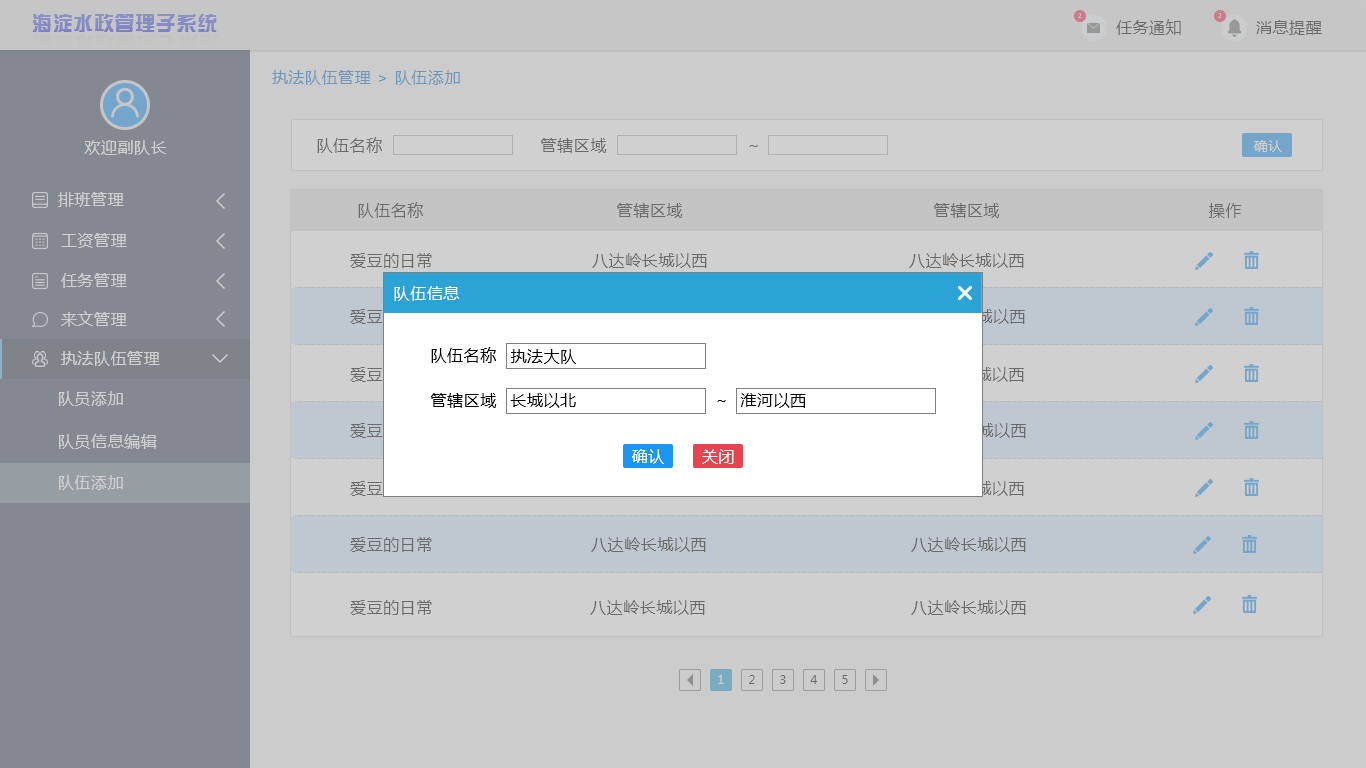 海淀水政管理子系统
2 任务通知 2 消息提醒
执法队伍管理 > 队伍添加
欢迎副队长
排班管理
工资管理
任务管理
来文管理
执法队伍管理
队员添加
队员信息编辑
队伍添加
队伍名称 管辖区域 ~ 确认
队伍名称 管辖区域 管辖区域 操作
爱豆的日常 八达岭长城以西 八达岭长城以西
爱豆 城以西
爱豆 城以西
爱豆 城以西
爱豆 城以西
爱豆的日常 八达岭长城以西 八达岭长城以西
爱豆的日常 八达岭长城以西 八达岭长城以西
队伍信息
队伍名称 执法大队
管辖区域 长城以北 ~ 淮河以西
确认 关闭
1 2 3 4 5